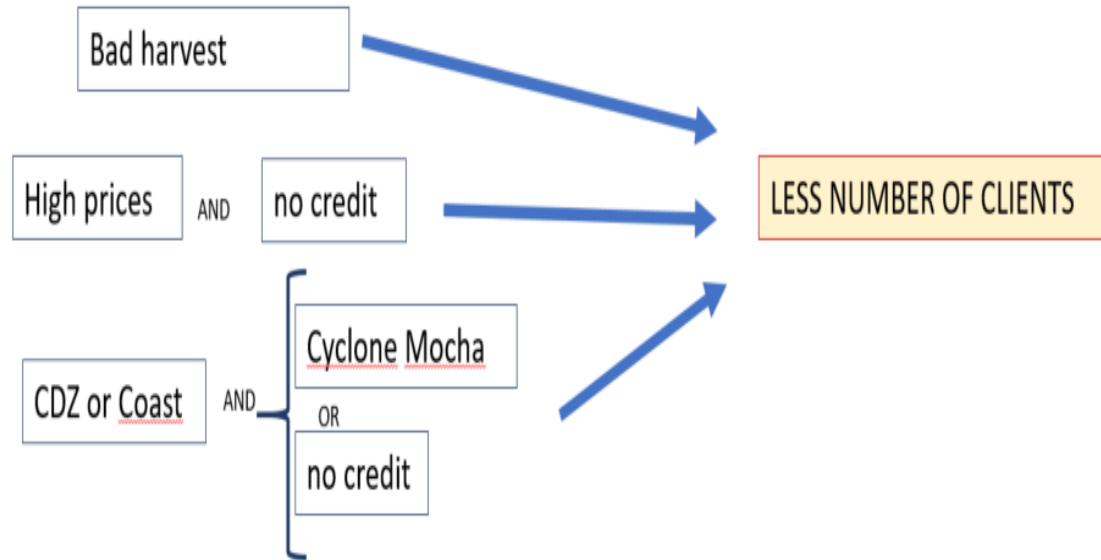 Bad harvest
High prices AND no credit
LESS NUMBER OF CLIENTS
Cyclone Mocha
CDZ or Coast AND
OR
no credit